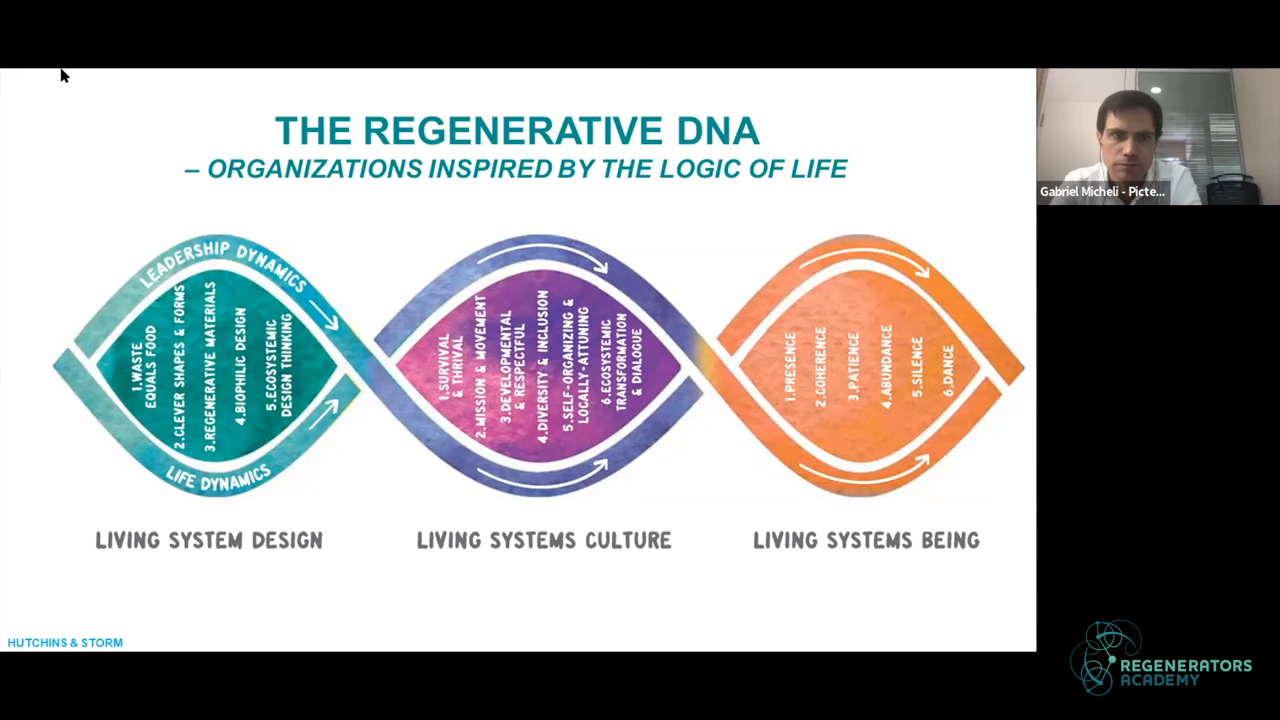 THE REGENERATIVE DNA
– ORGANIZATIONS INSPIRED BY THE LOGIC OF LIFE
Gabriel Micheli - Picte...
LEADERSHIP DYNAMICS
1.WASTE
EQUALS FOOD
2.CLEVER SHAPES & FORMS
3.REGENERATIVE MATERIALS
4.BIOPHILIC DESIGN
5.ECOSYSTEMIC
DESIGN THINKING
LIFE DYNAMICS
1.SURVIVAL
& THRIVAL
2.MISSION & MOVEMENT
3.DEVELOPMENTAL
& RESPECTFUL
4.DIVERSITY & INCLUSION
5.SELF-ORGANIZING &
LOCALLY-ATTUNING
6.ECOSYSTEMIC
TRANSFORMATION
& DIALOGUE
1.PRESENCE
2.COHERENCE
3.PATIENCE
4.ABUNDANCE
5.SILENCE
6.DANCE
LIVING SYSTEM DESIGN
LIVING SYSTEMS CULTURE
LIVING SYSTEMS BEING
HUTCHINS & STORM
REGENERATORS
ACADEMY